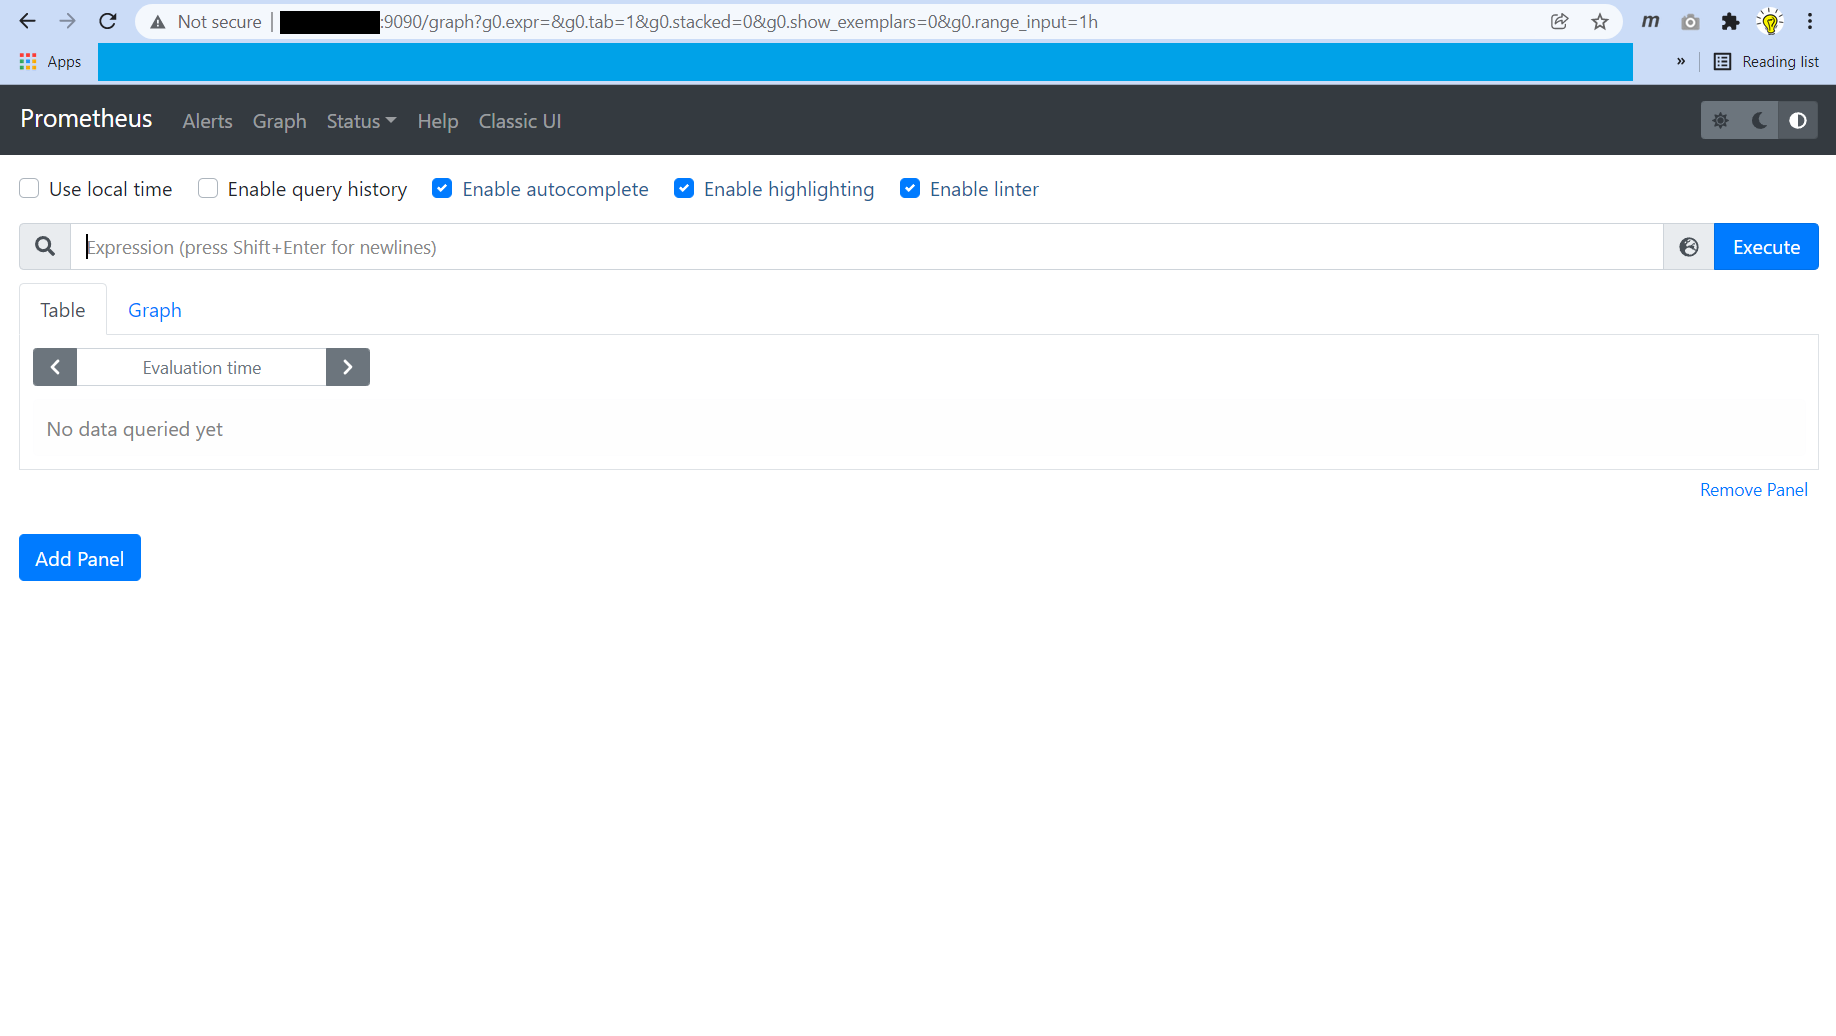 Not secure | :9090/graph?g0.expr=&g0.tab=1&g0.stacked=0&g0.show_exemplars=0&g0.range_input=1h
m
Apps » Reading list
Prometheus Alerts Graph Status Help Classic UI
Use local time Enable query history Enable autocomplete Enable highlighting Enable linter
Expression (press Shift+Enter for newlines) Execute
Table Graph
Evaluation time
No data queried yet
Remove Panel
Add Panel